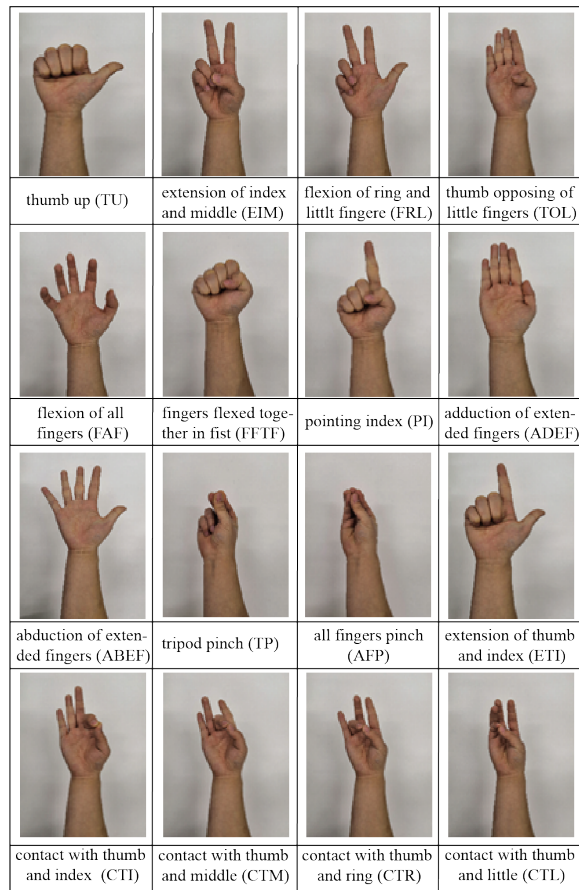 thumb up (TU)
extension of index
and middle (EIM)
flexion of ring and
littlt fingere (FRL)
thumb opposing of
little fingers (TOL)
flexion of all
fingers (FAF)
fingers flexed toge-
ther in fist (FFTF)
pointing index (PI)
adduction of exten-
ded fingers (ADEF)
abduction of exten-
ded fingers (ABEF)
tripod pinch (TP)
all fingers pinch
(AFP)
extension of thumb
and index (ETI)
contact with thumb
and index (CTI)
contact with thumb
and middle (CTM)
contact with thumb
and ring (CTR)
contact with thumb
and little (CTL)